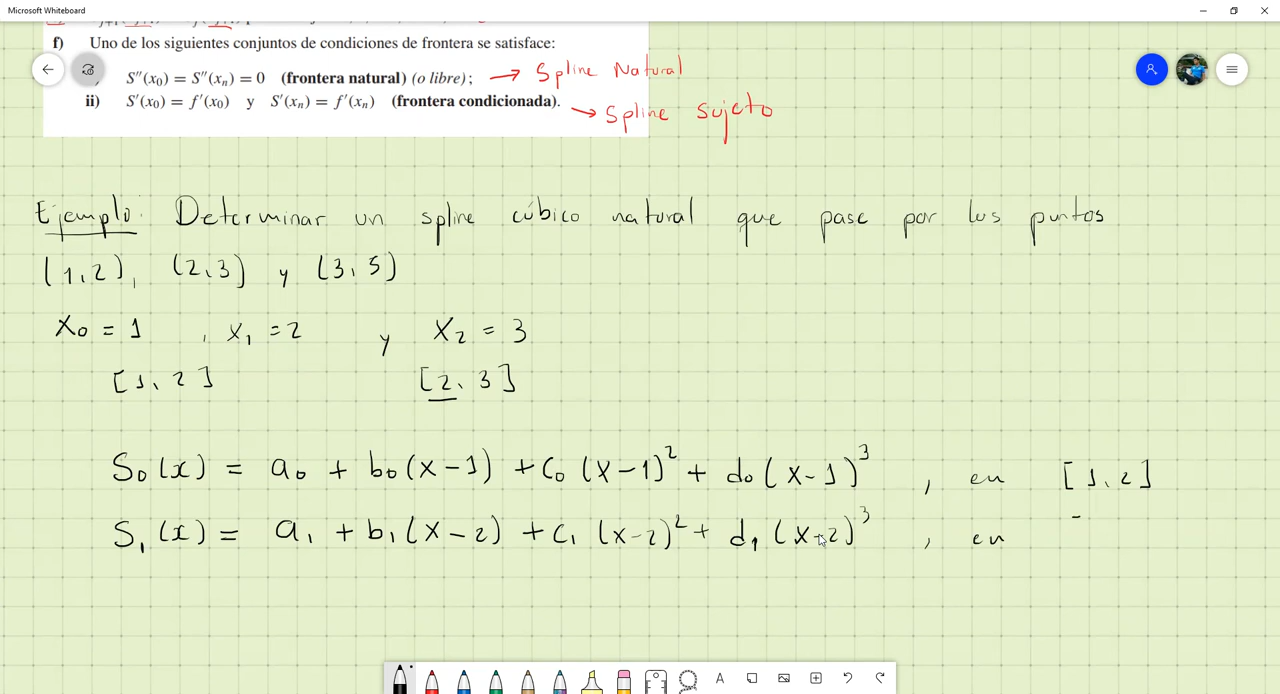 Microsoft Whiteboard
f) Uno de los siguientes conjuntos de condiciones de frontera se satisface:
S″(x₀) = S″(xₙ) = 0 (frontera natural) (o libre); → Spline Natural
ii) S′(x₀) = f′(x₀) y S′(xₙ) = f′(xₙ) (frontera condicionada). → Spline sujeto
Ejemplo: Determinar un spline cúbico natural que pase por los puntos
(1,2), (2,3) y (3,5)
X₀ = 1 , X₁ = 2 y X₂ = 3
[1, 2] [2, 3]
S₀(x) = a₀ + b₀(x-1) + c₀(x-1)² + d₀(x-1)³ , en [1,2]
S₁(x) = a₁ + b₁(x-2) + c₁(x-2)² + d₁(x-2)³ , en